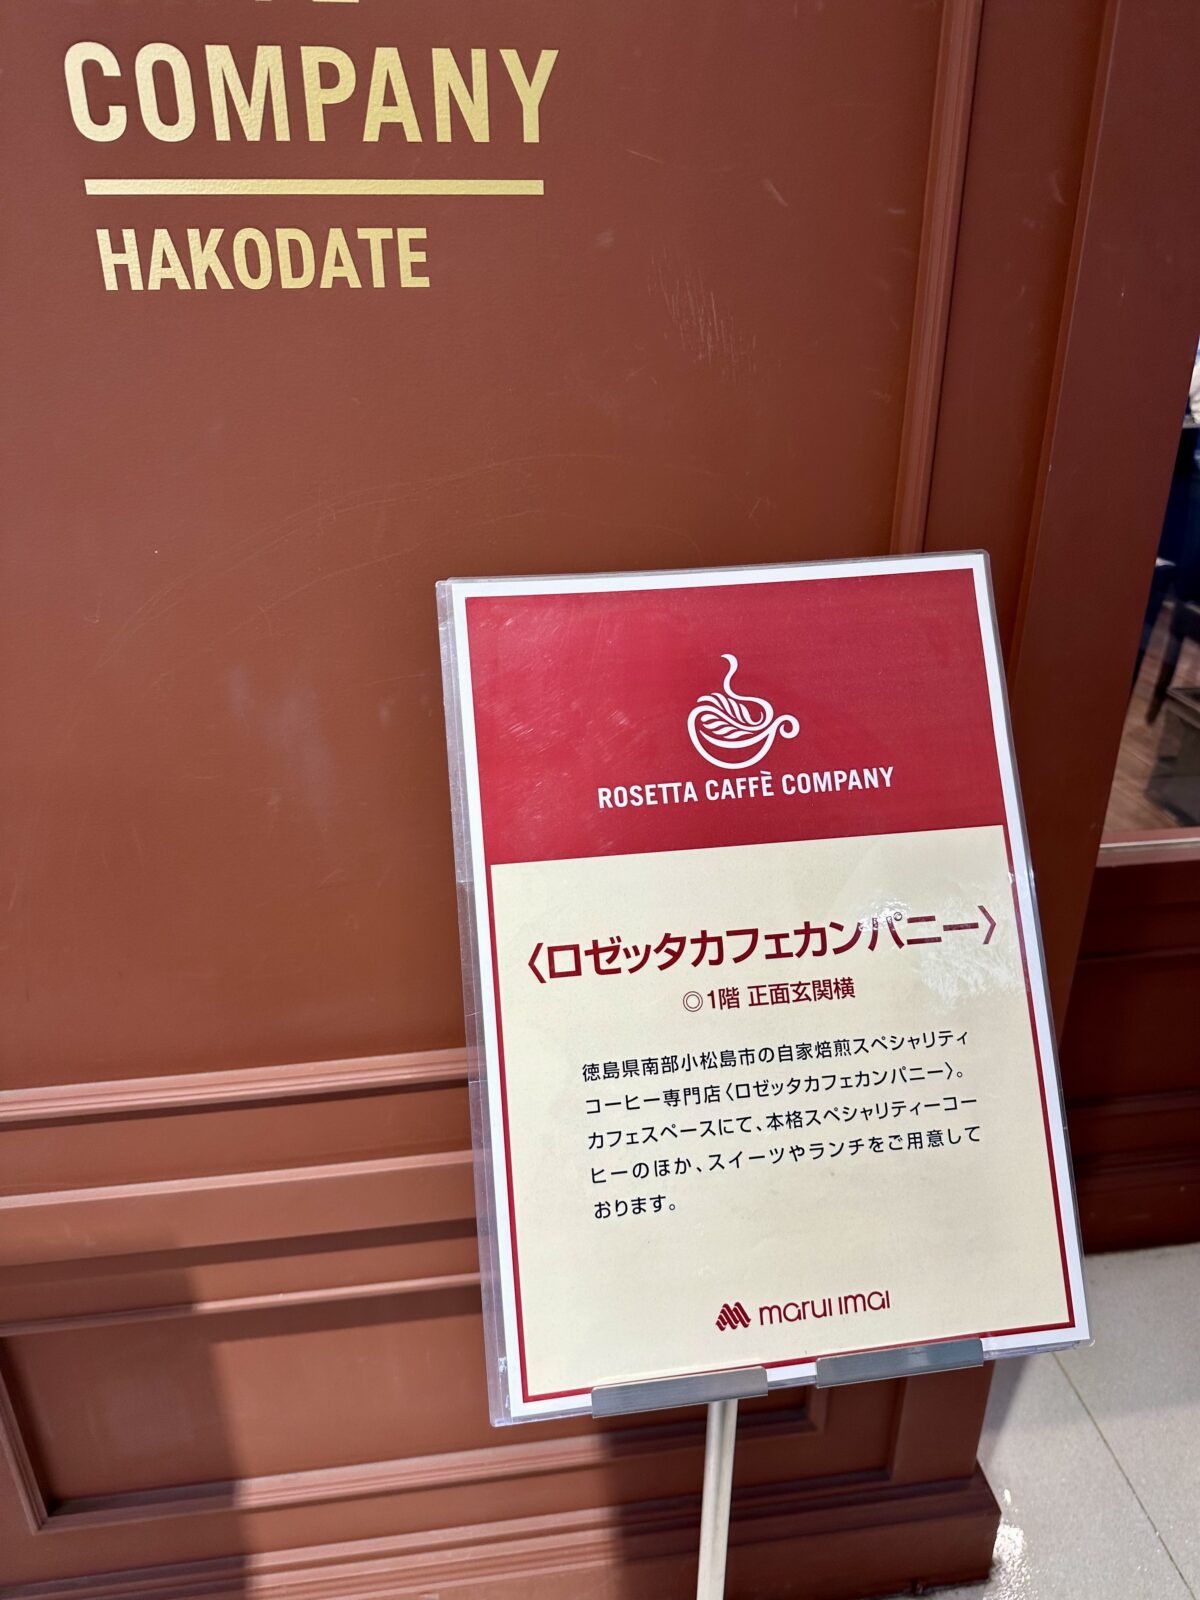 COMPANY
HAKODATE
ROSETTA CAFFÈ COMPANY
〈ロゼッタカフェカンパニー〉
◎1階 正面玄関横
徳島県南部小松島市の自家焙煎スペシャリティ
コーヒー専門店〈ロゼッタカフェカンパニー〉。
カフェスペースにて、本格スペシャリティーコー
ヒーのほか、スイーツやランチをご用意して
おります。
marui imai